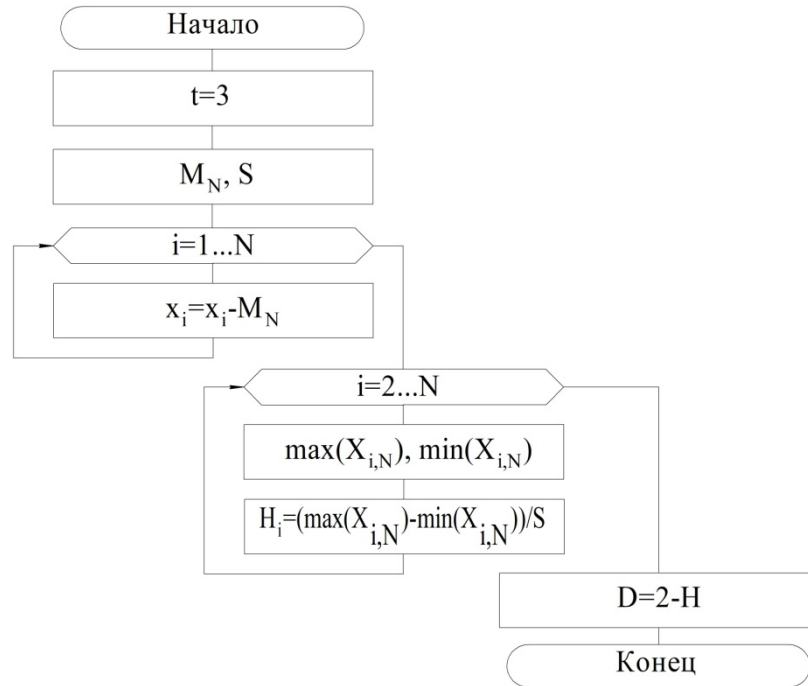 Начало
t=3
M_N, S
i=1...N
x_i=x_i-M_N
i=2...N
max(X_i,N), min(X_i,N)
H_i=(max(X_i,N)-min(X_i,N))/S
D=2-H
Конец